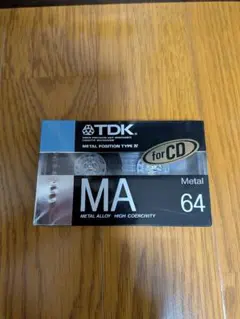 TDK
METAL POSITION TYPE IV
for CD
MA
Metal
64
METAL ALLOY HIGH COERCIVITY